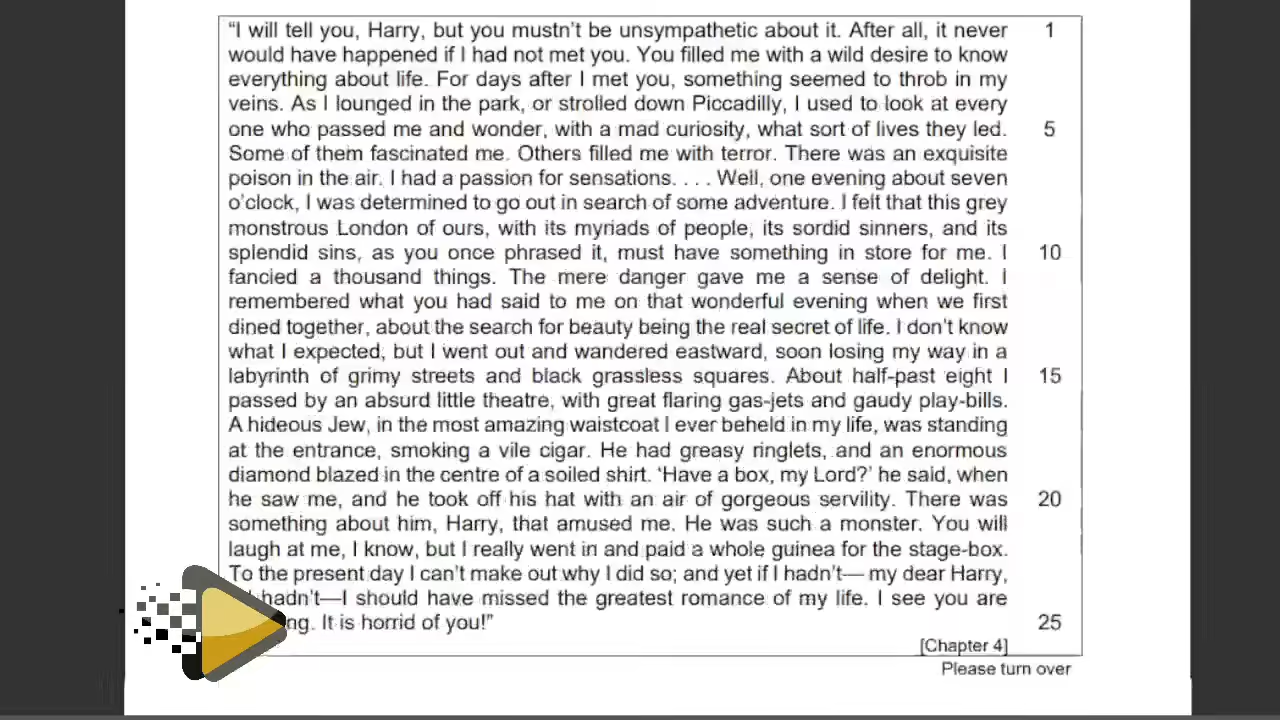 “I will tell you, Harry, but you mustn’t be unsympathetic about it. After all, it never 1
would have happened if I had not met you. You filled me with a wild desire to know
everything about life. For days after I met you, something seemed to throb in my
veins. As I lounged in the park, or strolled down Piccadilly, I used to look at every
one who passed me and wonder, with a mad curiosity, what sort of lives they led. 5
Some of them fascinated me. Others filled me with terror. There was an exquisite
poison in the air. I had a passion for sensations. . . . Well, one evening about seven
o’clock, I was determined to go out in search of some adventure. I felt that this grey
monstrous London of ours, with its myriads of people, its sordid sinners, and its
splendid sins, as you once phrased it, must have something in store for me. I 10
fancied a thousand things. The mere danger gave me a sense of delight. I
remembered what you had said to me on that wonderful evening when we first
dined together, about the search for beauty being the real secret of life. I don’t know
what I expected, but I went out and wandered eastward, soon losing my way in a
labyrinth of grimy streets and black grassless squares. About half-past eight I 15
passed by an absurd little theatre, with great flaring gas-jets and gaudy play-bills.
A hideous Jew, in the most amazing waistcoat I ever beheld in my life, was standing
at the entrance, smoking a vile cigar. He had greasy ringlets, and an enormous
diamond blazed in the centre of a soiled shirt. ‘Have a box, my Lord?’ he said, when
he saw me, and he took off his hat with an air of gorgeous servility. There was 20
something about him, Harry, that amused me. He was such a monster. You will
laugh at me, I know, but I really went in and paid a whole guinea for the stage-box.
To the present day I can’t make out why I did so; and yet if I hadn’t— my dear Harry,
hadn’t—I should have missed the greatest romance of my life. I see you are
It is horrid of you!” 25
[Chapter 4]
Please turn over